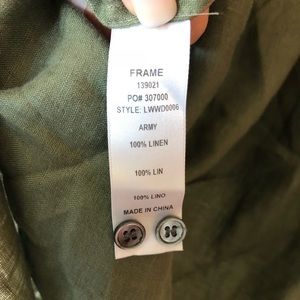 FRAME
139021
PO# 307000
STYLE: LWWD0006
ARMY
100% LINEN
100% LIN
100% LINO
MADE IN CHINA